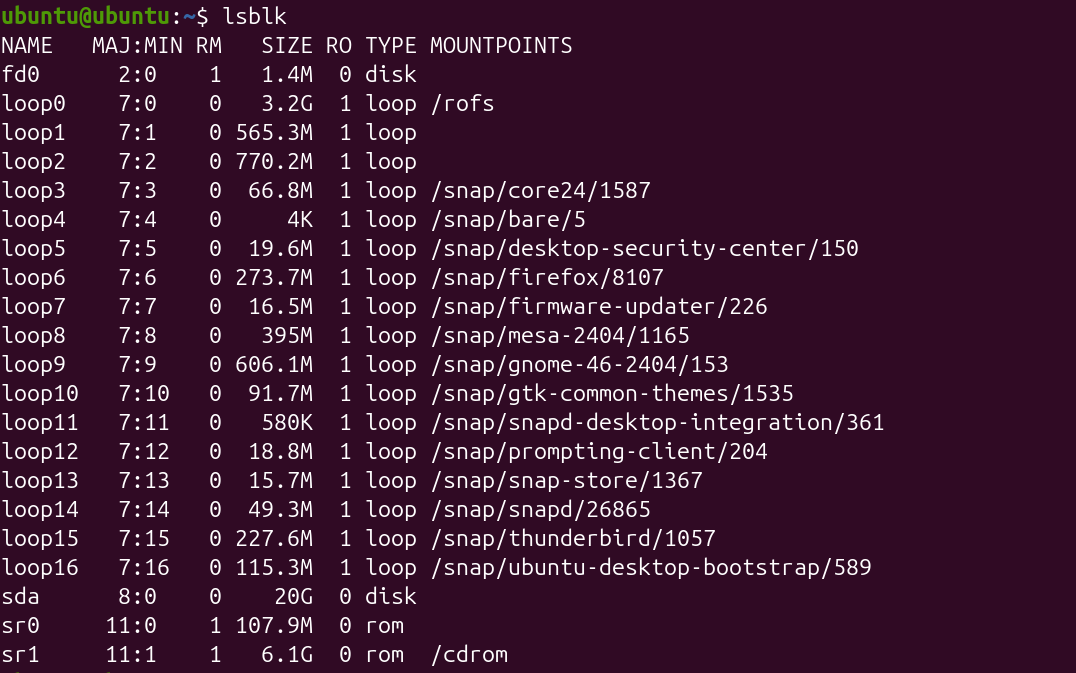 ubuntu@ubuntu:~$ lsblk
NAME   MAJ:MIN RM   SIZE RO TYPE MOUNTPOINTS
fd0      2:0    1   1.4M  0 disk
loop0    7:0    0   3.2G  1 loop /rofs
loop1    7:1    0 565.3M  1 loop
loop2    7:2    0 770.2M  1 loop
loop3    7:3    0  66.8M  1 loop /snap/core24/1587
loop4    7:4    0     4K  1 loop /snap/bare/5
loop5    7:5    0  19.6M  1 loop /snap/desktop-security-center/150
loop6    7:6    0 273.7M  1 loop /snap/firefox/8107
loop7    7:7    0  16.5M  1 loop /snap/firmware-updater/226
loop8    7:8    0   395M  1 loop /snap/mesa-2404/1165
loop9    7:9    0 606.1M  1 loop /snap/gnome-46-2404/153
loop10   7:10   0  91.7M  1 loop /snap/gtk-common-themes/1535
loop11   7:11   0   580K  1 loop /snap/snapd-desktop-integration/361
loop12   7:12   0  18.8M  1 loop /snap/prompting-client/204
loop13   7:13   0  15.7M  1 loop /snap/snap-store/1367
loop14   7:14   0  49.3M  1 loop /snap/snapd/26865
loop15   7:15   0 227.6M  1 loop /snap/thunderbird/1057
loop16   7:16   0 115.3M  1 loop /snap/ubuntu-desktop-bootstrap/589
sda      8:0    0    20G  0 disk
sr0     11:0    1 107.9M  0 rom
sr1     11:1    1   6.1G  0 rom  /cdrom